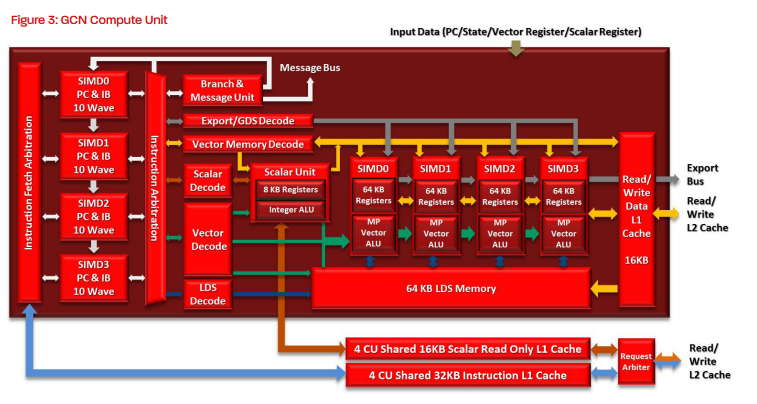 Figure 3: GCN Compute Unit
Input Data (PC/State/Vector Register/Scalar Register)
Instruction Fetch Arbitration
SIMD0
PC & IB
10 Wave
SIMD1
PC & IB
10 Wave
SIMD2
PC & IB
10 Wave
SIMD3
PC & IB
10 Wave
Instruction Arbitration
Branch &
Message Unit
Message Bus
Export/GDS Decode
Vector Memory Decode
Scalar
Decode
Scalar Unit
8 KB Registers
Integer ALU
Vector
Decode
LDS
Decode
SIMD0
64 KB
Registers
MP
Vector
ALU
SIMD1
64 KB
Registers
MP
Vector
ALU
SIMD2
64 KB
Registers
MP
Vector
ALU
SIMD3
64 KB
Registers
MP
Vector
ALU
64 KB LDS Memory
Read/
Write
Data
L1
Cache
16KB
Export
Bus
Read/
Write
L2 Cache
4 CU Shared 16KB Scalar Read Only L1 Cache
4 CU Shared 32KB Instruction L1 Cache
Request
Arbiter
Read/
Write
L2 Cache